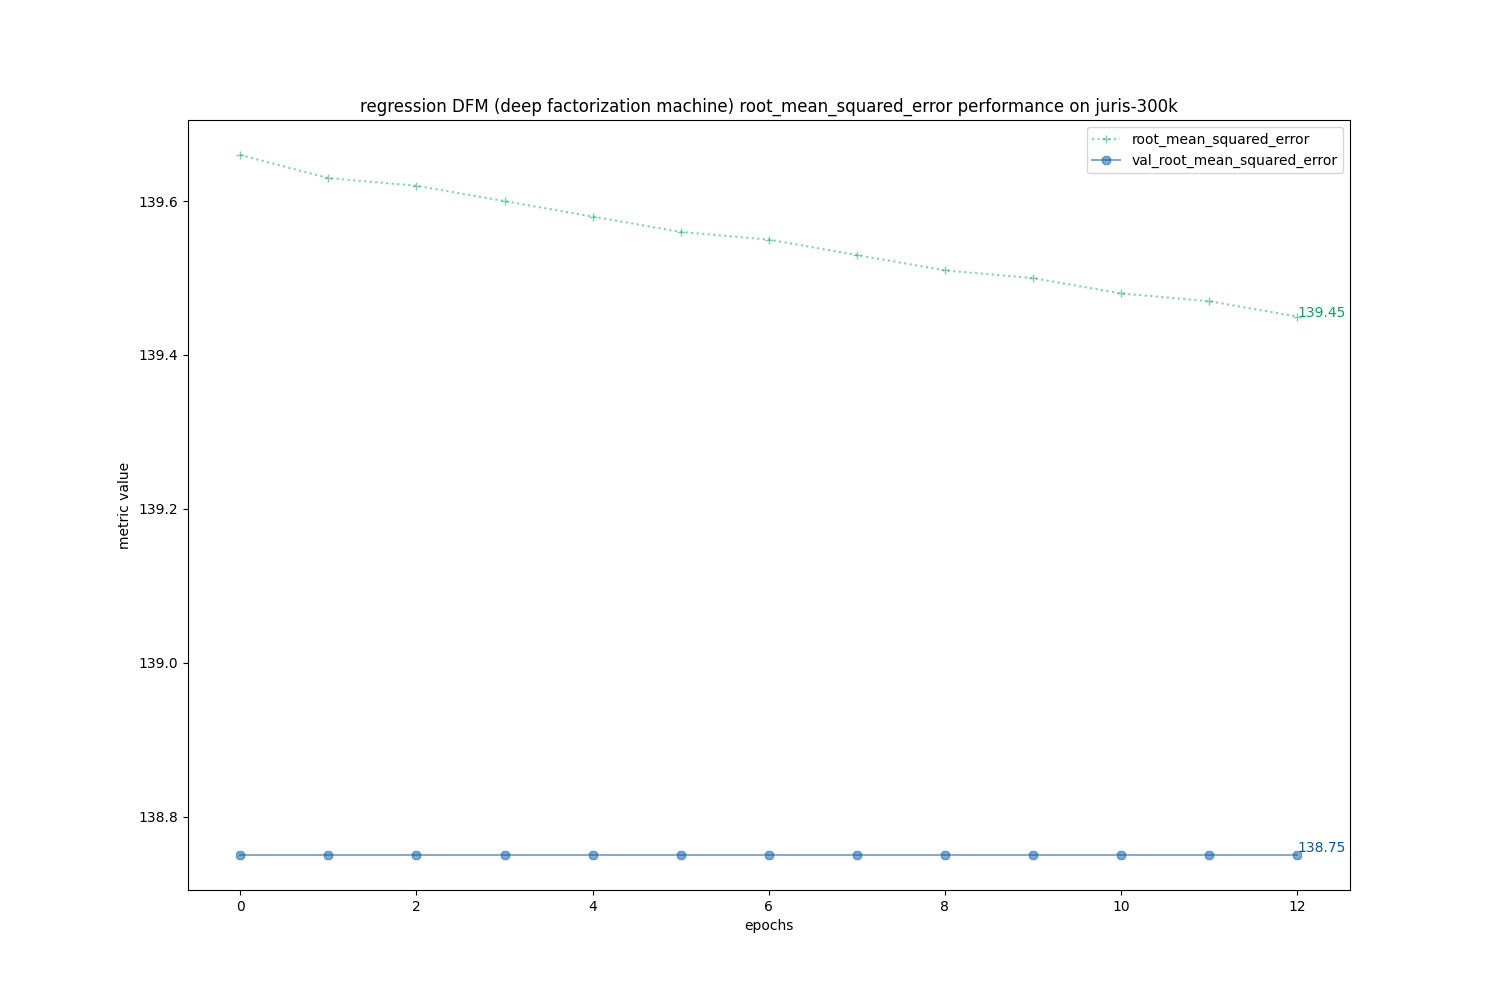 regression DFM (deep factorization machine) root_mean_squared_error performance on juris-300k
root_mean_squared_error
val_root_mean_squared_error
139.6
139.4
139.2
139.0
138.8
metric value
139.45
138.75
0 2 4 6 8 10 12
epochs